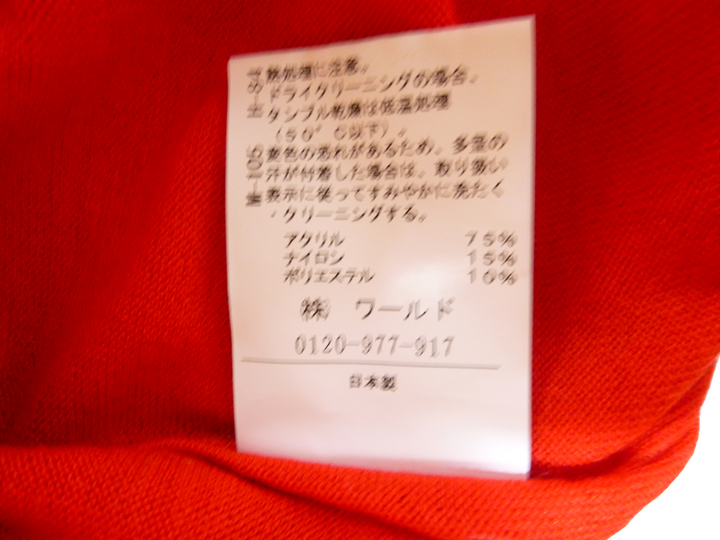 H-84 熱処理に注意。
ドライクリーニングの場合、
タンブル乾燥は低温処理
（50°C以下）。
M-105 変色の恐れがあるため、多量の
汗が付着した場合は、取り扱い
表示に従ってすみやかに洗たく
・クリーニングする。
アクリル 75%
ナイロン 15%
ポリエステル 10%
㈱ ワールド
0120-977-917
日本製